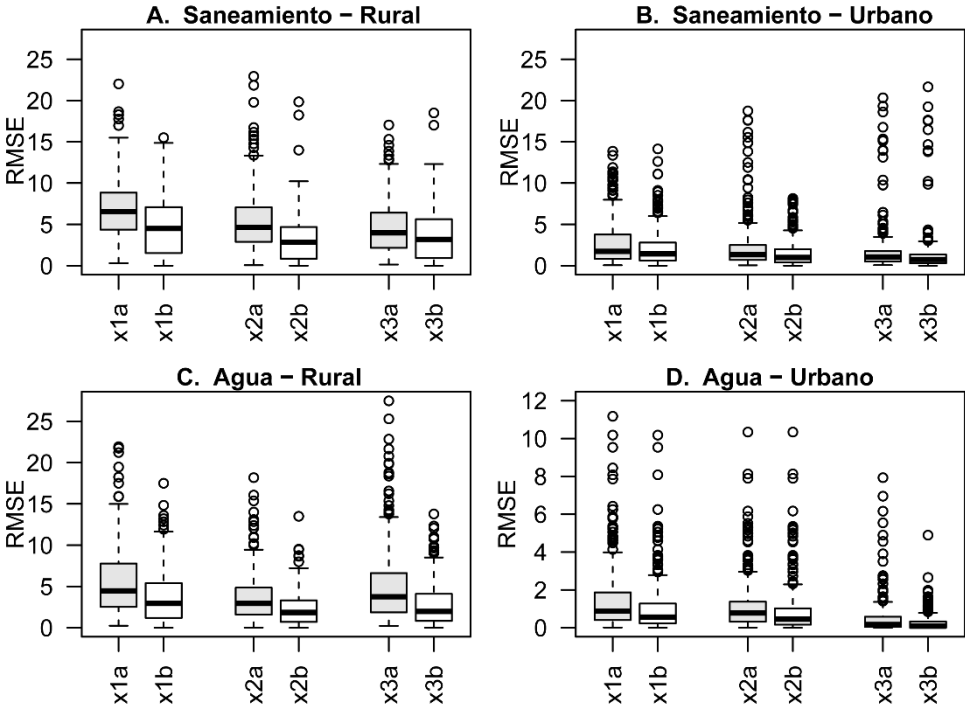 A. Saneamiento − Rural
RMSE
25
20
15
10
5
0
x1a x1b x2a x2b x3a x3b
B. Saneamiento − Urbano
RMSE
25
20
15
10
5
0
x1a x1b x2a x2b x3a x3b
C. Agua − Rural
RMSE
25
20
15
10
5
0
x1a x1b x2a x2b x3a x3b
D. Agua − Urbano
RMSE
12
10
8
6
4
2
0
x1a x1b x2a x2b x3a x3b